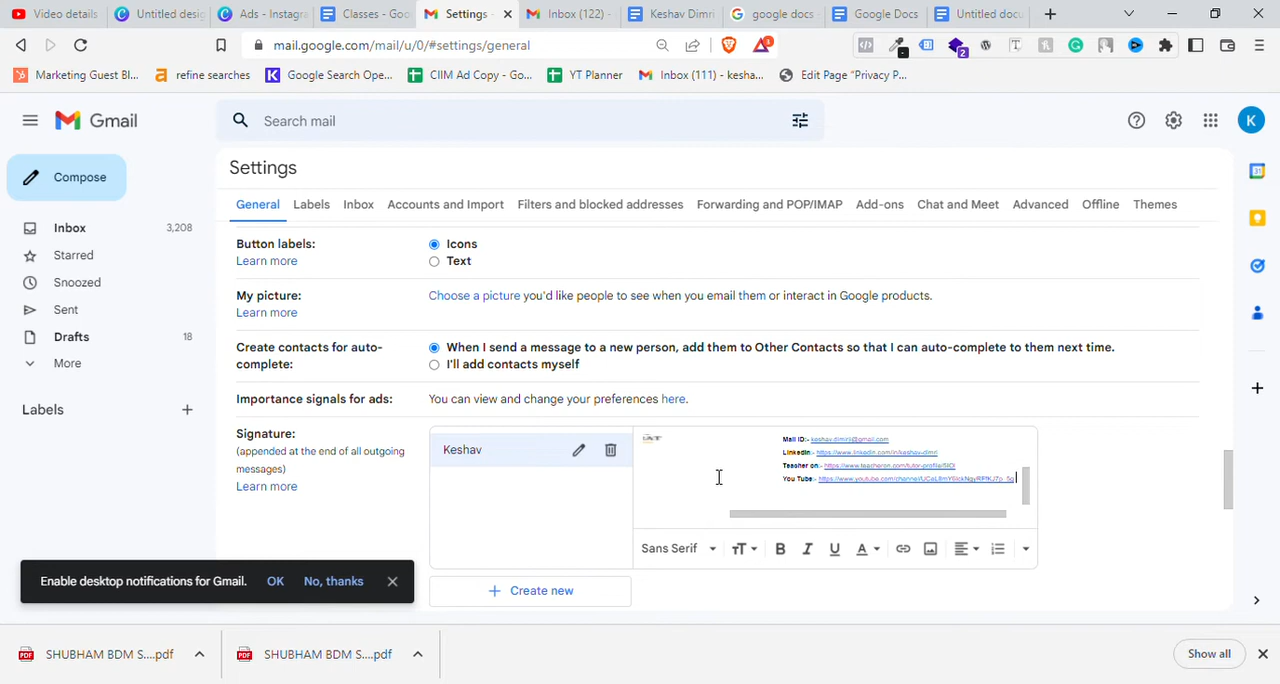 Video details
Untitled desig
Ads - Instagra
Classes - Goo
Settings -
Inbox (122) -
Keshav Dimri
google docs
Google Docs
Untitled docu
mail.google.com/mail/u/0/#settings/general
Marketing Guest Bl...
refine searches
Google Search Ope...
CIIM Ad Copy - Go...
YT Planner
Inbox (111) - kesha...
Edit Page "Privacy P...
Gmail
Search mail
K
Compose
Settings
General
Labels
Inbox
Accounts and Import
Filters and blocked addresses
Forwarding and POP/IMAP
Add-ons
Chat and Meet
Advanced
Offline
Themes
Inbox 3,208
Starred
Snoozed
Sent
Drafts 18
More
Labels
Button labels:
Learn more
Icons
Text
My picture:
Learn more
Choose a picture you'd like people to see when you email them or interact in Google products.
Create contacts for auto-
complete:
When I send a message to a new person, add them to Other Contacts so that I can auto-complete to them next time.
I'll add contacts myself
Importance signals for ads:
You can view and change your preferences here.
Signature:
(appended at the end of all outgoing
messages)
Learn more
Keshav
Mail ID:-
LinkedIn:- https://www.linkedin.com/in/keshav-dimri
Teacher on:-
You Tube:-
Sans Serif
Create new
Enable desktop notifications for Gmail. OK No, thanks
SHUBHAM BDM S....pdf
SHUBHAM BDM S....pdf
Show all